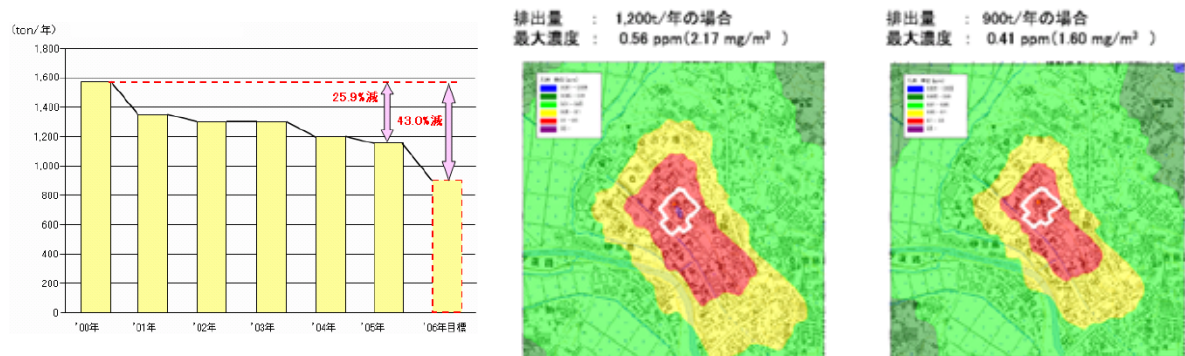 (ton/年)
1,800
1,600
1,400
1,200
1,000
800
600
400
200
0
'00年
'01年
'02年
'03年
'04年
'05年
'06年目標
25.9%減
43.0%減
排出量 : 1,200t/年の場合
最大濃度 : 0.56 ppm(2.17 mg/m³ )
排出量 : 900t/年の場合
最大濃度 : 0.41 ppm(1.60 mg/m³ )